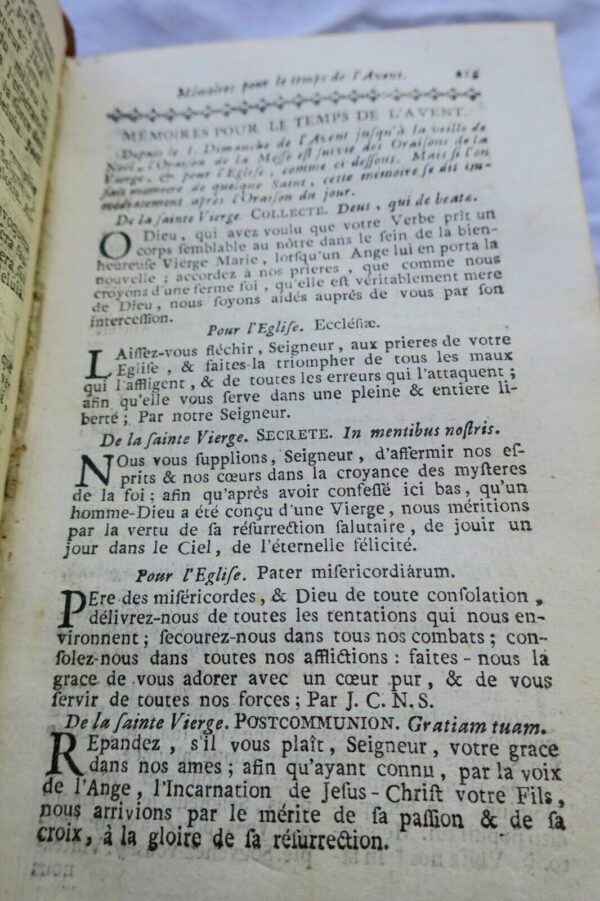 Mémoires pour le temps de l'Avent. 215
MÉMOIRES POUR LE TEMPS DE L'AVENT.
Depuis le 1. Dimanche de l'Avent jusqu'à la veille de
Noël, l'Oraison de la Messe est suivie des Oraisons de la
Vierge, & pour l'Eglise, comme ci dessous. Mais si l'on
fait mémoire de quelque Saint, cette mémoire se dit im-
médiatement après l'Oraison du jour.
De la sainte Vierge. COLLECTE. Deus, qui de beatæ.
O Dieu, qui avez voulu que votre Verbe prît un
corps semblable au nôtre dans le sein de la bien-
heureuse Vierge Marie, lorsqu'un Ange lui en porta la
nouvelle; accordez à nos prieres, que comme nous
croyons d'une ferme foi, qu'elle est véritablement mere
de Dieu, nous soyons aidés auprès de vous par son
intercession.
Pour l'Eglise. Ecclesiæ.
LAissez-vous fléchir, Seigneur, aux prieres de votre
Eglise, & faites-la triompher de tous les maux
qui l'affligent, & de toutes les erreurs qui l'attaquent;
afin qu'elle vous serve dans une pleine & entiere li-
berté; Par notre Seigneur.
De la sainte Vierge. SECRETE. In mentibus nostris.
NOus vous supplions, Seigneur, d'affermir nos es-
prits & nos cœurs dans la croyance des mysteres
de la foi; afin qu'après avoir confessé ici bas, qu'un
homme-Dieu a été conçu d'une Vierge, nous méritions
par la vertu de sa résurrection salutaire, de jouir un
jour dans le Ciel, de l'éternelle félicité.
Pour l'Eglise. Pater misericordiarum.
PEre des miséricordes, & Dieu de toute consolation,
délivrez-nous de toutes les tentations qui nous en-
vironnent; secourez-nous dans tous nos combats; con-
solez-nous dans toutes nos afflictions: faites-nous la
grace de vous adorer avec un cœur pur, & de vous
servir de toutes nos forces; Par J. C. N. S.
De la sainte Vierge. POSTCOMMUNION. Gratiam tuam.
REpandez, s'il vous plaît, Seigneur, votre grace
dans nos ames; afin qu'ayant connu, par la voix
de l'Ange, l'Incarnation de Jesus-Christ votre Fils,
nous arrivions par le mérite de sa passion & de sa
croix, à la gloire de sa résurrection.